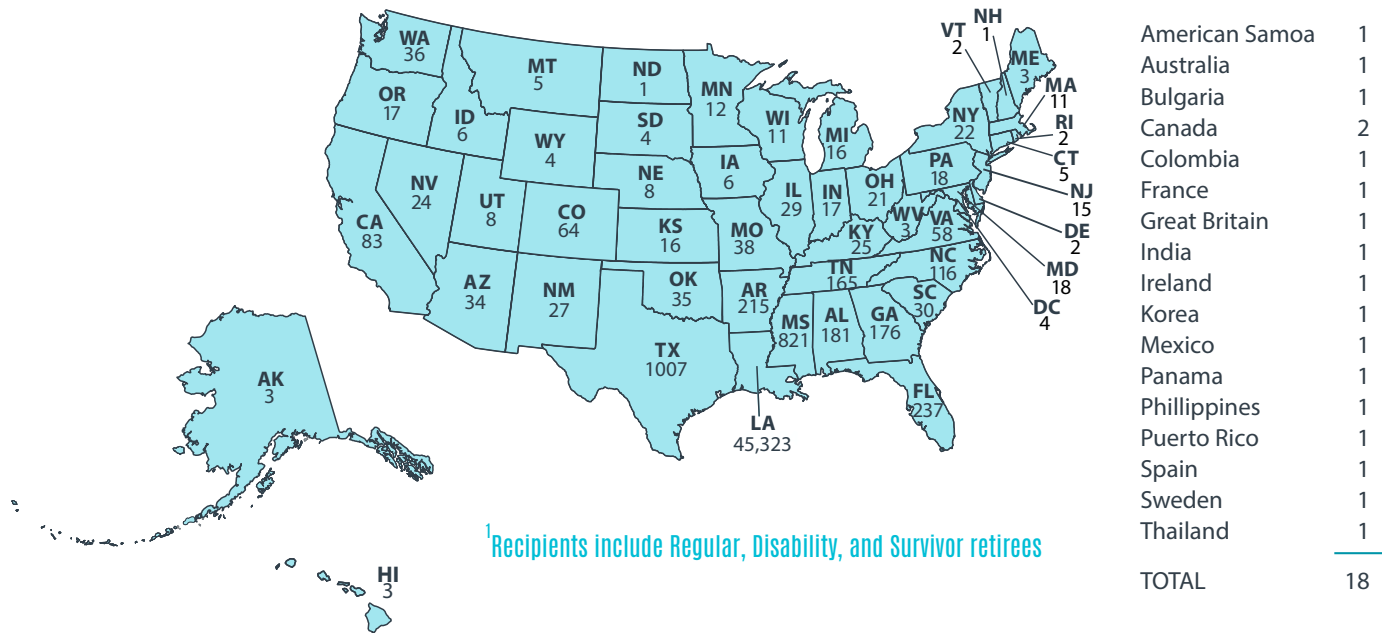 WA
36
OR
17
CA
83
ID
6
NV
24
MT
5
WY
4
UT
8
AZ
34
CO
64
NM
27
ND
1
SD
4
NE
8
KS
16
OK
35
TX
1007
MN
12
IA
6
MO
38
AR
215
LA
45,323
WI
11
IL
29
MI
16
IN
17
OH
21
KY
25
TN
165
MS
821
AL
181
GA
176
FL
237
SC
30
NC
116
VA
58
WV
3
PA
18
NY
22
VT
2
NH
1
ME
3
MA
11
RI
2
CT
5
NJ
15
DE
2
MD
18
DC
4
AK
3
HI
3
1Recipients include Regular, Disability, and Survivor retirees
American Samoa 1
Australia 1
Bulgaria 1
Canada 2
Colombia 1
France 1
Great Britain 1
India 1
Ireland 1
Korea 1
Mexico 1
Panama 1
Phillippines 1
Puerto Rico 1
Spain 1
Sweden 1
Thailand 1
TOTAL 18